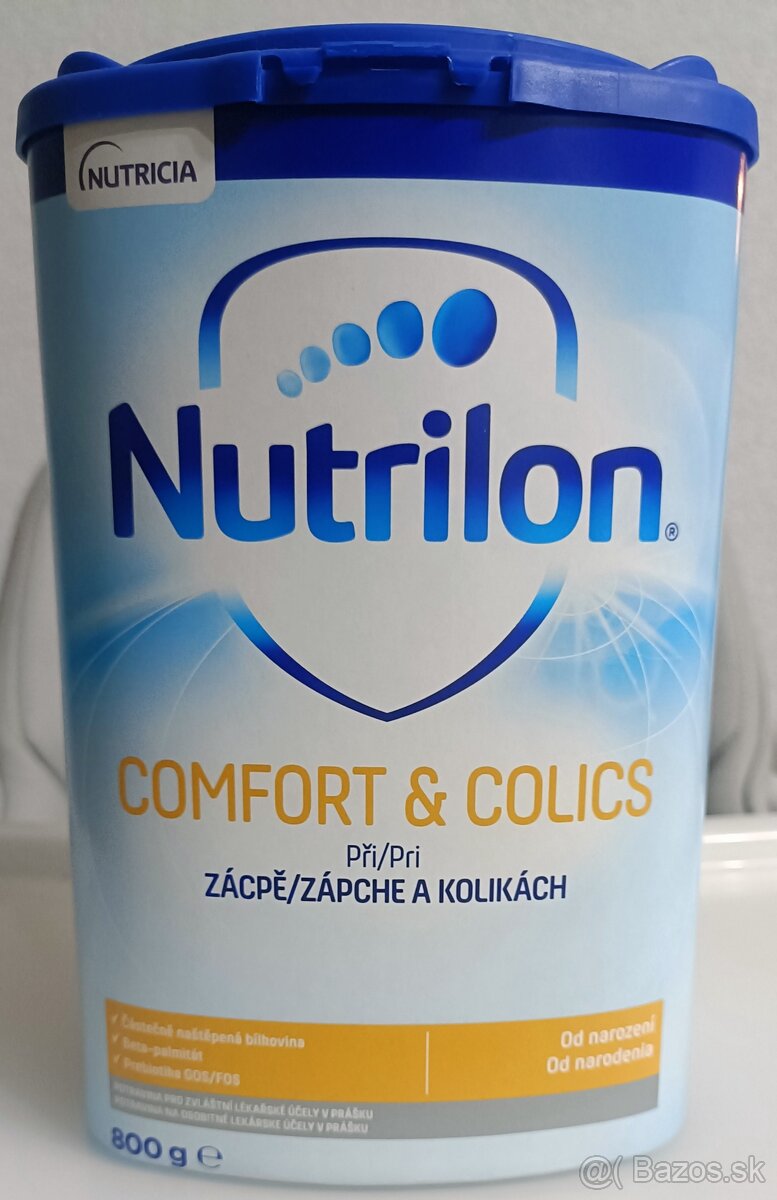 NUTRICIA
Nutrilon®
COMFORT & COLICS
Při/Pri
ZÁCPĚ/ZÁPCHE A KOLIKÁCH
✓ Částečně naštěpená bílkovina
✓ Beta-palmitát
✓ Prebiotika GOS/FOS
Od narození
Od narodenia
POTRAVINA PRO ZVLÁŠTNÍ LÉKAŘSKÉ ÚČELY V PRÁŠKU
POTRAVINA NA OSOBITNÉ LEKÁRSKE ÚČELY V PRÁŠKU
800 g ℮
@( Bazos.sk